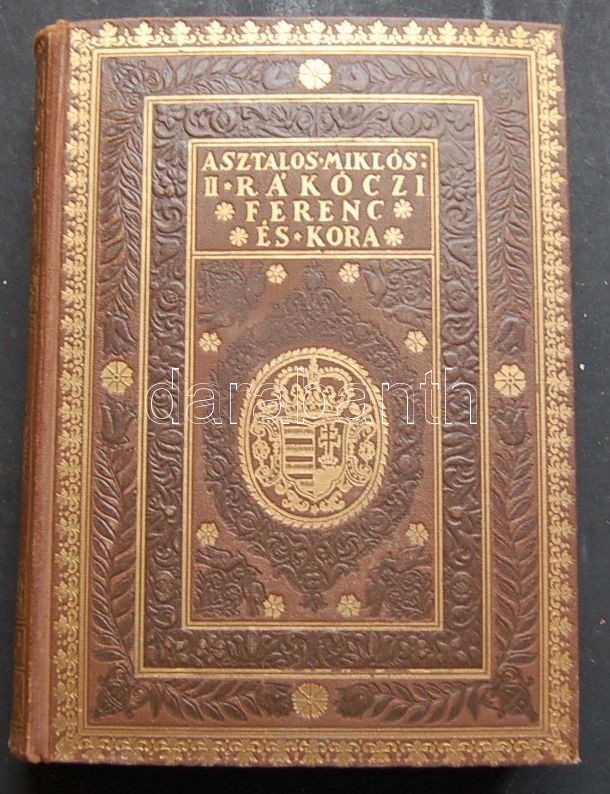 ASZTALOS·MIKLÓS:
II·RÁKÓCZI
FERENC
ÉS·KORA
darabanth